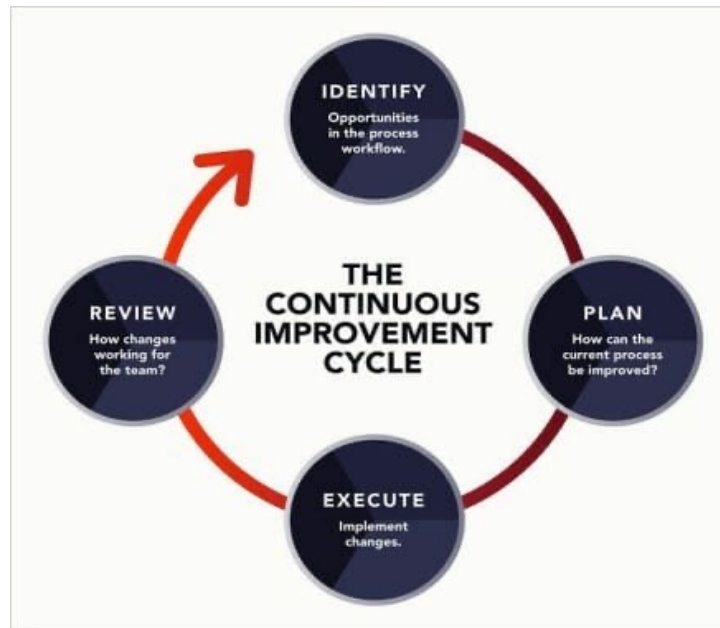 IDENTIFY
Opportunities
in the process
workflow.
THE
CONTINUOUS
IMPROVEMENT
CYCLE
PLAN
How can the
current process
be improved?
EXECUTE
Implement
changes.
REVIEW
How changes
working for
the team?